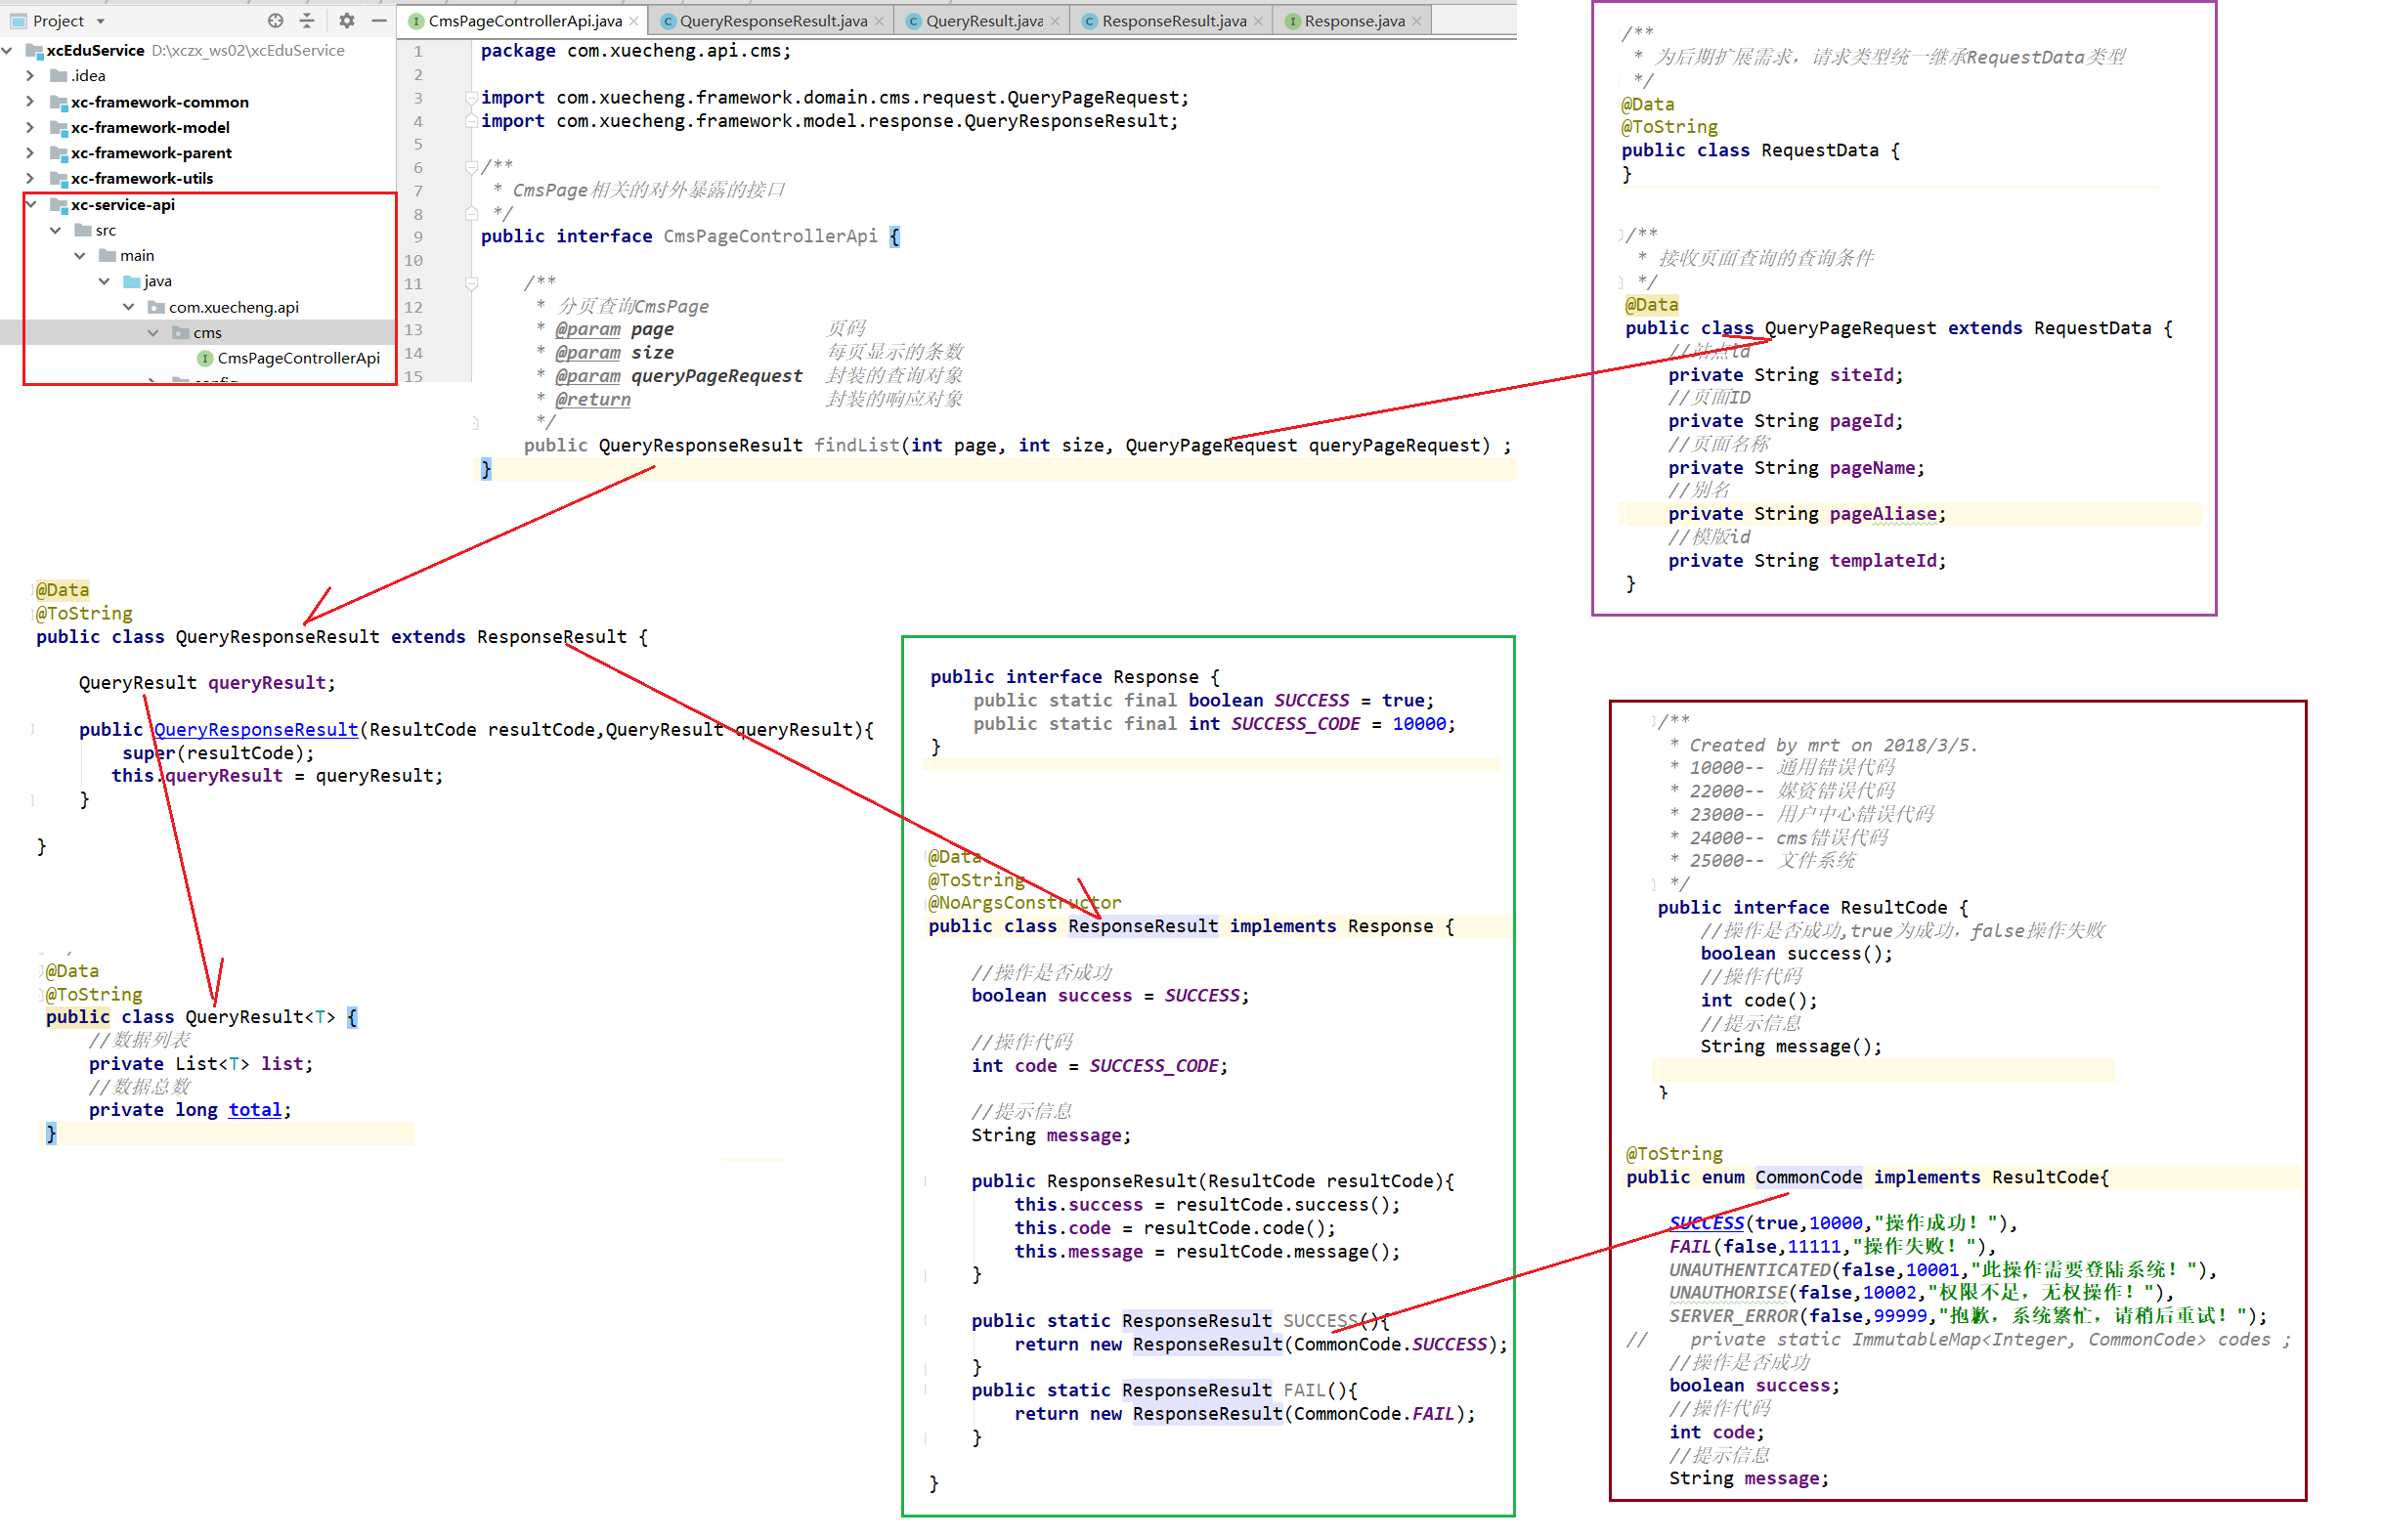 Project
xcEduService D:\xczx_ws02\xcEduService
.idea
xc-framework-common
xc-framework-model
xc-framework-parent
xc-framework-utils
xc-service-api
src
main
java
com.xuecheng.api
cms
CmsPageControllerApi
CmsPageControllerApi.java
QueryResponseResult.java
QueryResult.java
ResponseResult.java
Response.java
1 package com.xuecheng.api.cms;
2
3 import com.xuecheng.framework.domain.cms.request.QueryPageRequest;
4 import com.xuecheng.framework.model.response.QueryResponseResult;
5
6 /**
7 * CmsPage相关的对外暴露的接口
8 */
9 public interface CmsPageControllerApi {
10
11 /**
12 * 分页查询CmsPage
13 * @param page 页码
14 * @param size 每页显示的条数
15 * @param queryPageRequest 封装的查询对象
* @return 封装的响应对象
*/
public QueryResponseResult findList(int page, int size, QueryPageRequest queryPageRequest) ;
}
/**
* 为后期扩展需求，请求类型统一继承RequestData类型
*/
@Data
@ToString
public class RequestData {
}
/**
* 接收页面查询的查询条件
*/
@Data
public class QueryPageRequest extends RequestData {
//站点id
private String siteId;
//页面ID
private String pageId;
//页面名称
private String pageName;
//别名
private String pageAliase;
//模版id
private String templateId;
}
@Data
@ToString
public class QueryResponseResult extends ResponseResult {
QueryResult queryResult;
public QueryResponseResult(ResultCode resultCode,QueryResult queryResult){
super(resultCode);
this.queryResult = queryResult;
}
}
@Data
@ToString
public class QueryResult<T> {
//数据列表
private List<T> list;
//数据总数
private long total;
}
public interface Response {
public static final boolean SUCCESS = true;
public static final int SUCCESS_CODE = 10000;
}
@Data
@ToString
@NoArgsConstructor
public class ResponseResult implements Response {
//操作是否成功
boolean success = SUCCESS;
//操作代码
int code = SUCCESS_CODE;
//提示信息
String message;
public ResponseResult(ResultCode resultCode){
this.success = resultCode.success();
this.code = resultCode.code();
this.message = resultCode.message();
}
public static ResponseResult SUCCESS(){
return new ResponseResult(CommonCode.SUCCESS);
}
public static ResponseResult FAIL(){
return new ResponseResult(CommonCode.FAIL);
}
}
/**
* Created by mrt on 2018/3/5.
* 10000-- 通用错误代码
* 22000-- 媒资错误代码
* 23000-- 用户中心错误代码
* 24000-- cms错误代码
* 25000-- 文件系统
*/
public interface ResultCode {
//操作是否成功,true为成功，false操作失败
boolean success();
//操作代码
int code();
//提示信息
String message();
}
@ToString
public enum CommonCode implements ResultCode{
SUCCESS(true,10000,"操作成功！"),
FAIL(false,11111,"操作失败！"),
UNAUTHENTICATED(false,10001,"此操作需要登陆系统！"),
UNAUTHORISE(false,10002,"权限不足，无权操作！"),
SERVER_ERROR(false,99999,"抱歉，系统繁忙，请稍后重试！");
// private static ImmutableMap<Integer, CommonCode> codes ;
//操作是否成功
boolean success;
//操作代码
int code;
//提示信息
String message;